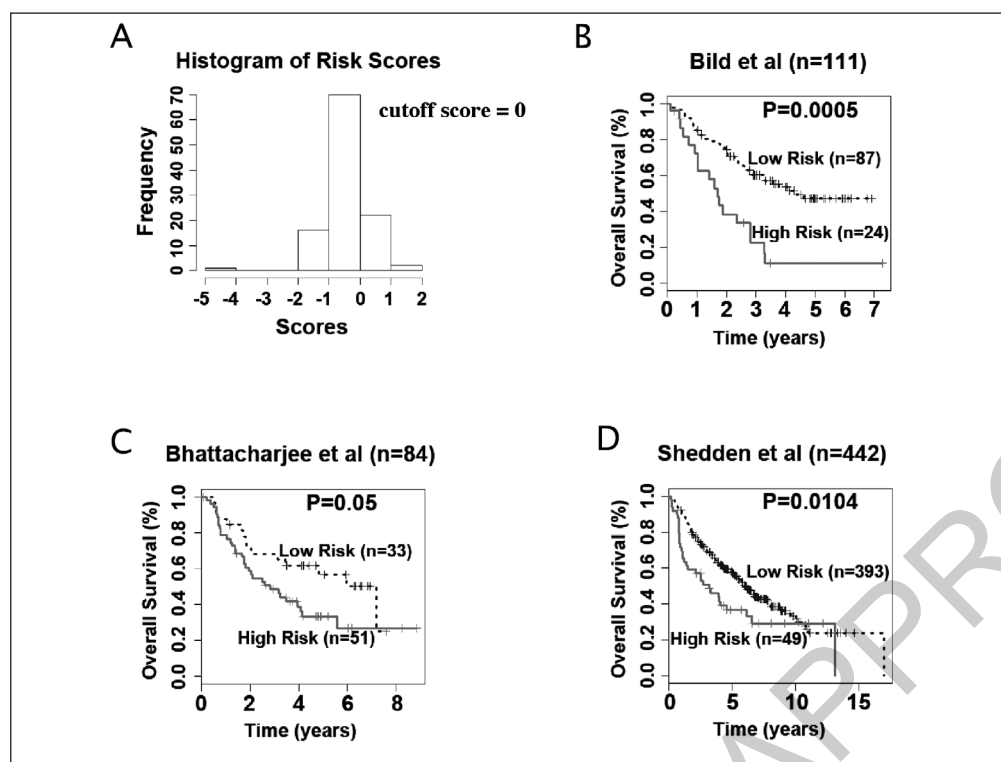 A
Histogram of Risk Scores
cutoff score = 0
Frequency
0 10 20 30 40 50 60 70
-5 -4 -3 -2 -1 0 1 2
Scores
B
Bild et al (n=111)
P=0.0005
Low Risk (n=87)
High Risk (n=24)
Overall Survival (%)
0.0 0.2 0.4 0.6 0.8 1.0
0 1 2 3 4 5 6 7
Time (years)
C
Bhattacharjee et al (n=84)
P=0.05
Low Risk (n=33)
High Risk (n=51)
Overall Survival (%)
0.0 0.2 0.4 0.6 0.8 1.0
0 2 4 6 8
Time (years)
D
Shedden et al (n=442)
P=0.0104
Low Risk (n=393)
High Risk (n=49)
Overall Survival (%)
0.0 0.2 0.4 0.6 0.8 1.0
0 5 10 15
Time (years)
APPR